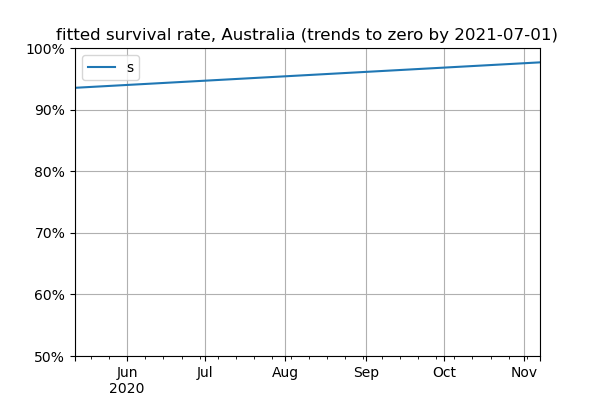 fitted survival rate, Australia (trends to zero by 2021-07-01)
s
100%
90%
80%
70%
60%
50%
Jun Jul Aug Sep Oct Nov
2020